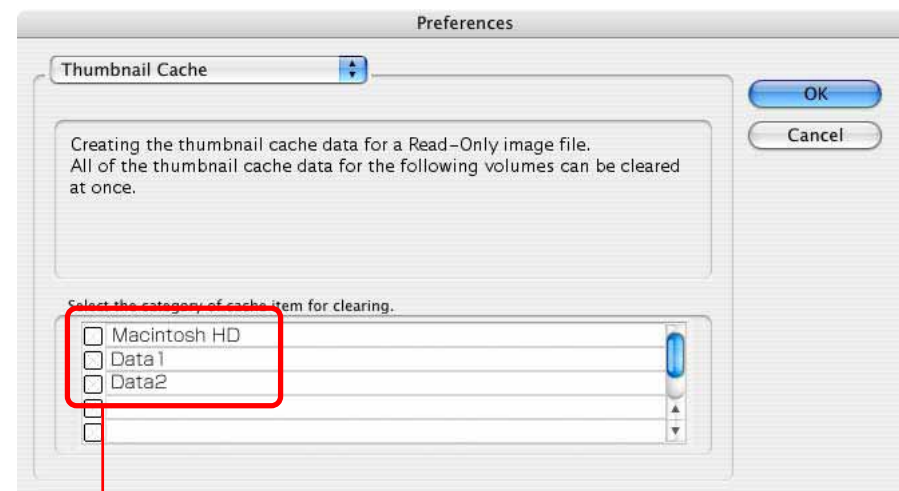 Preferences
Thumbnail Cache
OK
Cancel
Creating the thumbnail cache data for a Read-Only image file.
All of the thumbnail cache data for the following volumes can be cleared
at once.
Select the category of cache item for clearing.
Macintosh HD
Data1
Data2